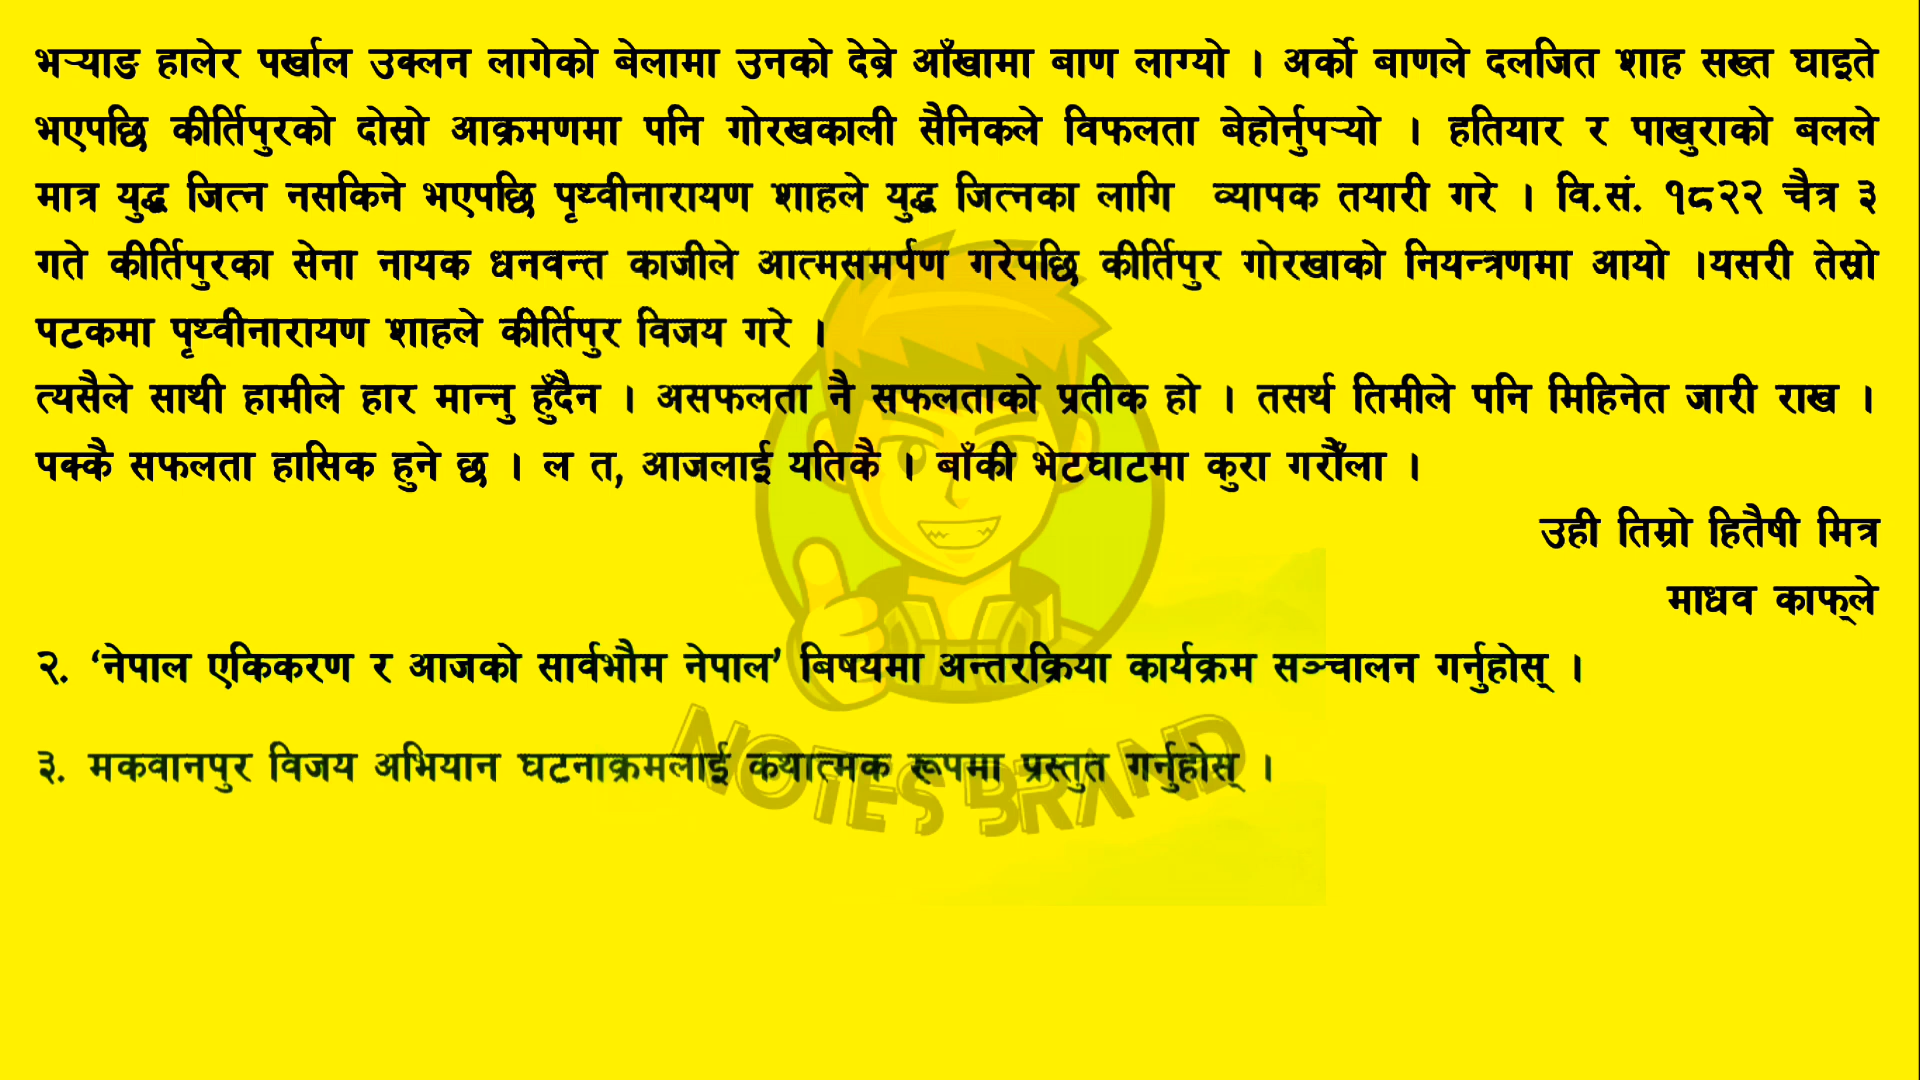 भर्‍याङ हालेर पर्खाल उक्लन लागेको बेलामा उनको देब्रे आँखामा बाण लाग्यो । अर्को बाणले दलजित शाह सख्त घाइते
भएपछि कीर्तिपुरको दोस्रो आक्रमणमा पनि गोरखकाली सैनिकले विफलता बेहोर्नुपर्‍यो । हतियार र पाखुराको बलले
मात्र युद्ध जित्न नसकिने भएपछि पृथ्वीनारायण शाहले युद्ध जित्नका लागि व्यापक तयारी गरे । वि.सं. १८२२ चैत्र ३
गते कीर्तिपुरका सेना नायक धनवन्त काजीले आत्मसमर्पण गरेपछि कीर्तिपुर गोरखाको नियन्त्रणमा आयो ।यसरी तेस्रो
पटकमा पृथ्वीनारायण शाहले कीर्तिपुर विजय गरे ।
त्यसैले साथी हामीले हार मान्नु हुँदैन । असफलता नै सफलताको प्रतीक हो । तसर्थ तिमीले पनि मिहिनेत जारी राख ।
पक्कै सफलता हासिक हुने छ । ल त, आजलाई यतिकै । बाँकी भेटघाटमा कुरा गरौँला ।
उही तिम्रो हितैषी मित्र
माधव काफ्‌ले
२. ‘नेपाल एकिकरण र आजको सार्वभौम नेपाल’ बिषयमा अन्तरक्रिया कार्यक्रम सञ्चालन गर्नुहोस् ।
३. मकवानपुर विजय अभियान घटनाक्रमलाई कथात्मक रूपमा प्रस्तुत गर्नुहोस् ।
NOTES BRAND